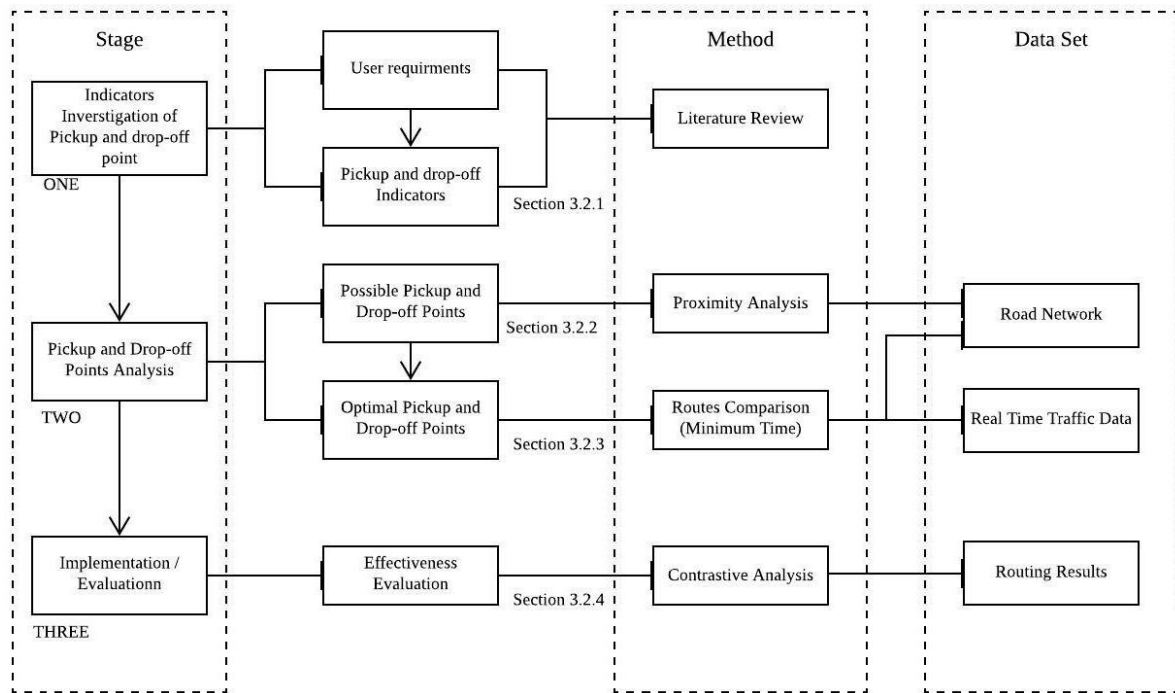 Stage
Method
Data Set
Indicators
Inverstigation of
Pickup and drop-off
point
ONE
User requirments
Pickup and drop-off
Indicators
Section 3.2.1
Literature Review
Pickup and Drop-off
Points Analysis
TWO
Possible Pickup and
Drop-off Points
Section 3.2.2
Proximity Analysis
Road Network
Optimal Pickup and
Drop-off Points
Section 3.2.3
Routes Comparison
(Minimum Time)
Real Time Traffic Data
Implementation /
Evaluationn
THREE
Effectiveness
Evaluation
Section 3.2.4
Contrastive Analysis
Routing Results